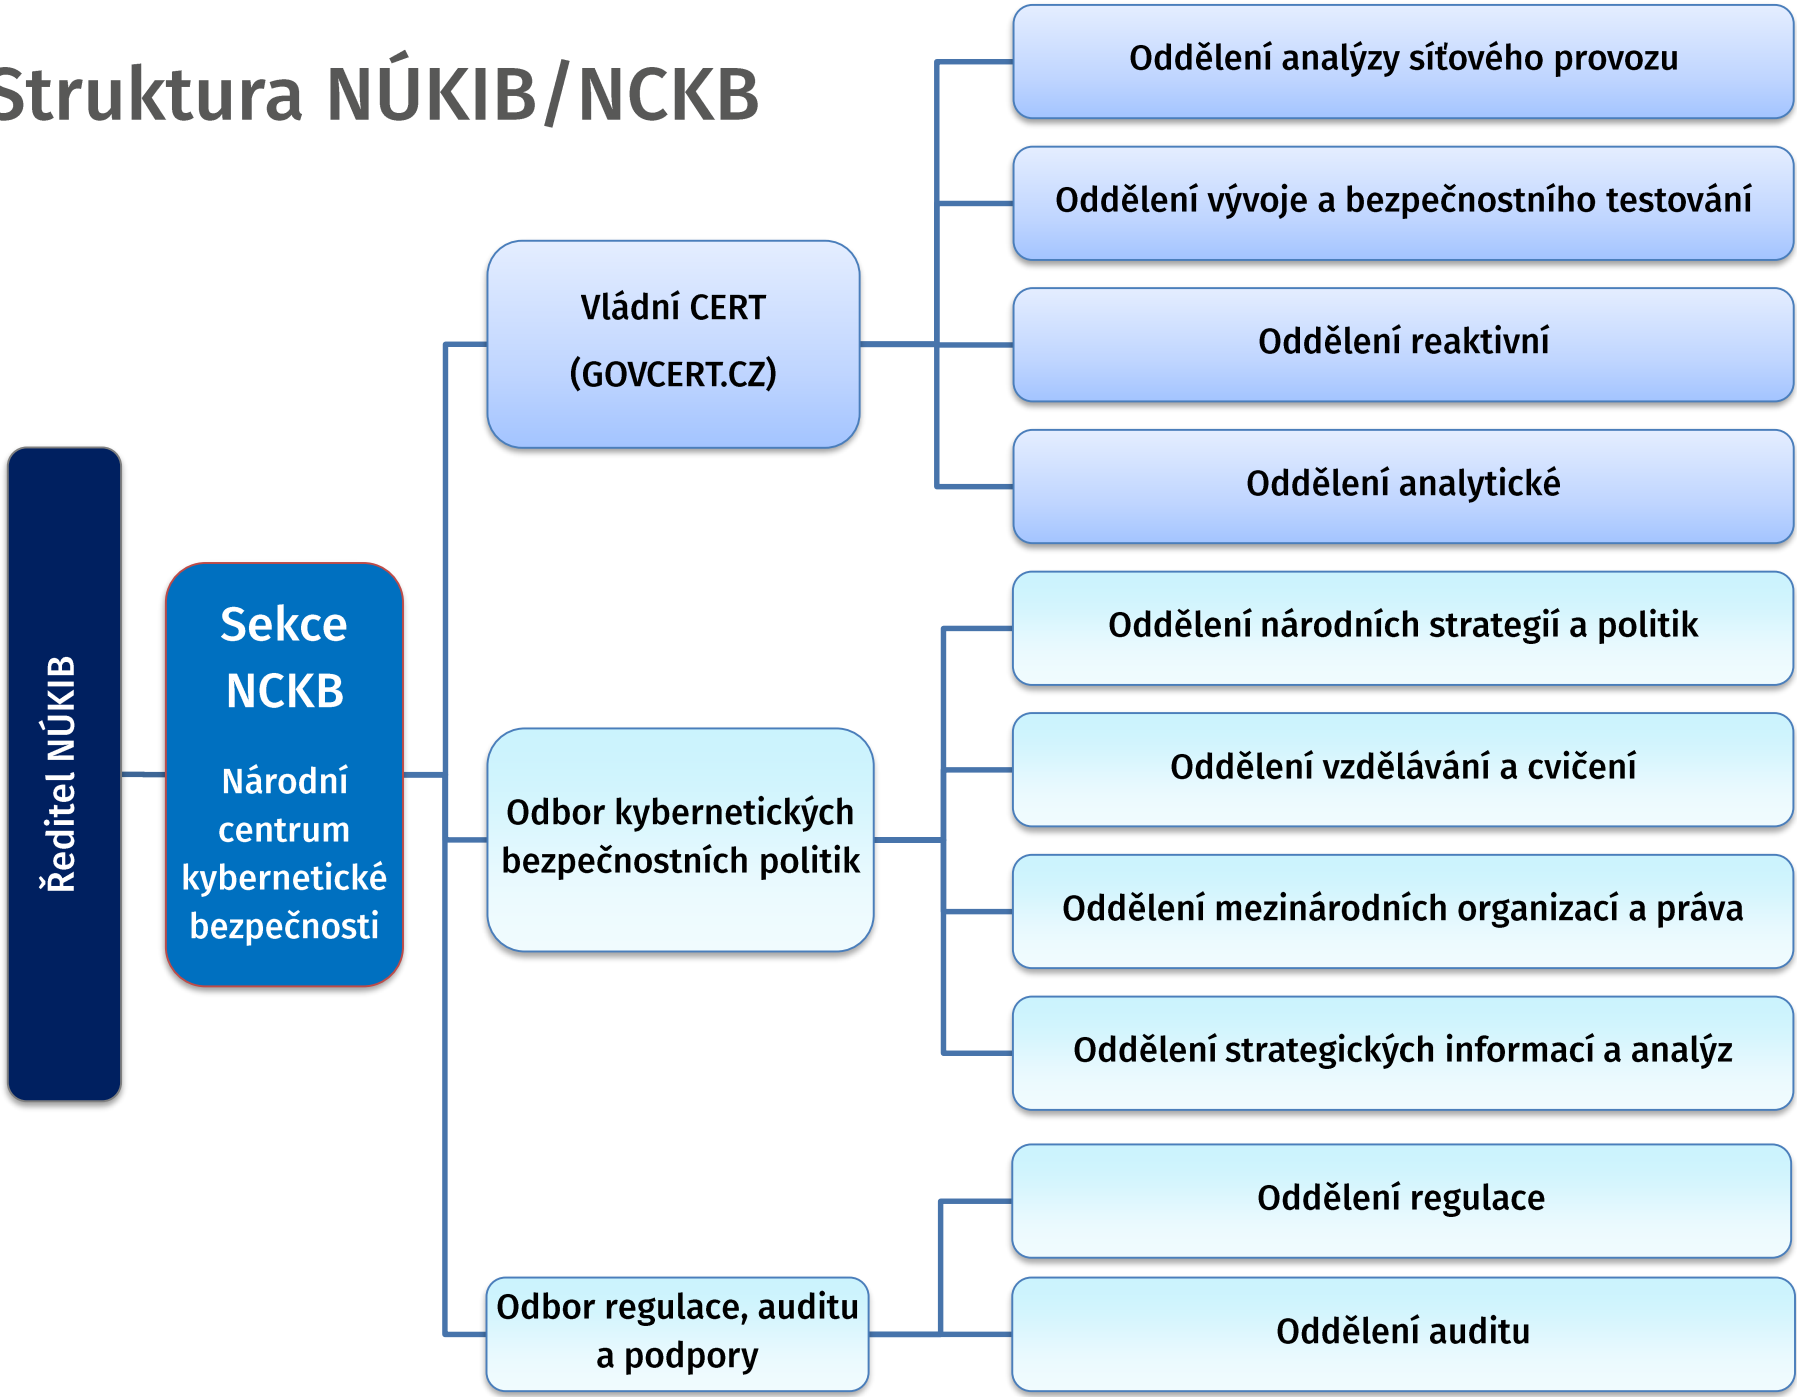 Struktura NÚKIB/NCKB
Ředitel NÚKIB
Sekce
NCKB
Národní
centrum
kybernetické
bezpečnosti
Vládní CERT
(GOVCERT.CZ)
Oddělení analýzy síťového provozu
Oddělení vývoje a bezpečnostního testování
Oddělení reaktivní
Oddělení analytické
Odbor kybernetických
bezpečnostních politik
Oddělení národních strategií a politik
Oddělení vzdělávání a cvičení
Oddělení mezinárodních organizací a práva
Oddělení strategických informací a analýz
Odbor regulace, auditu
a podpory
Oddělení regulace
Oddělení auditu